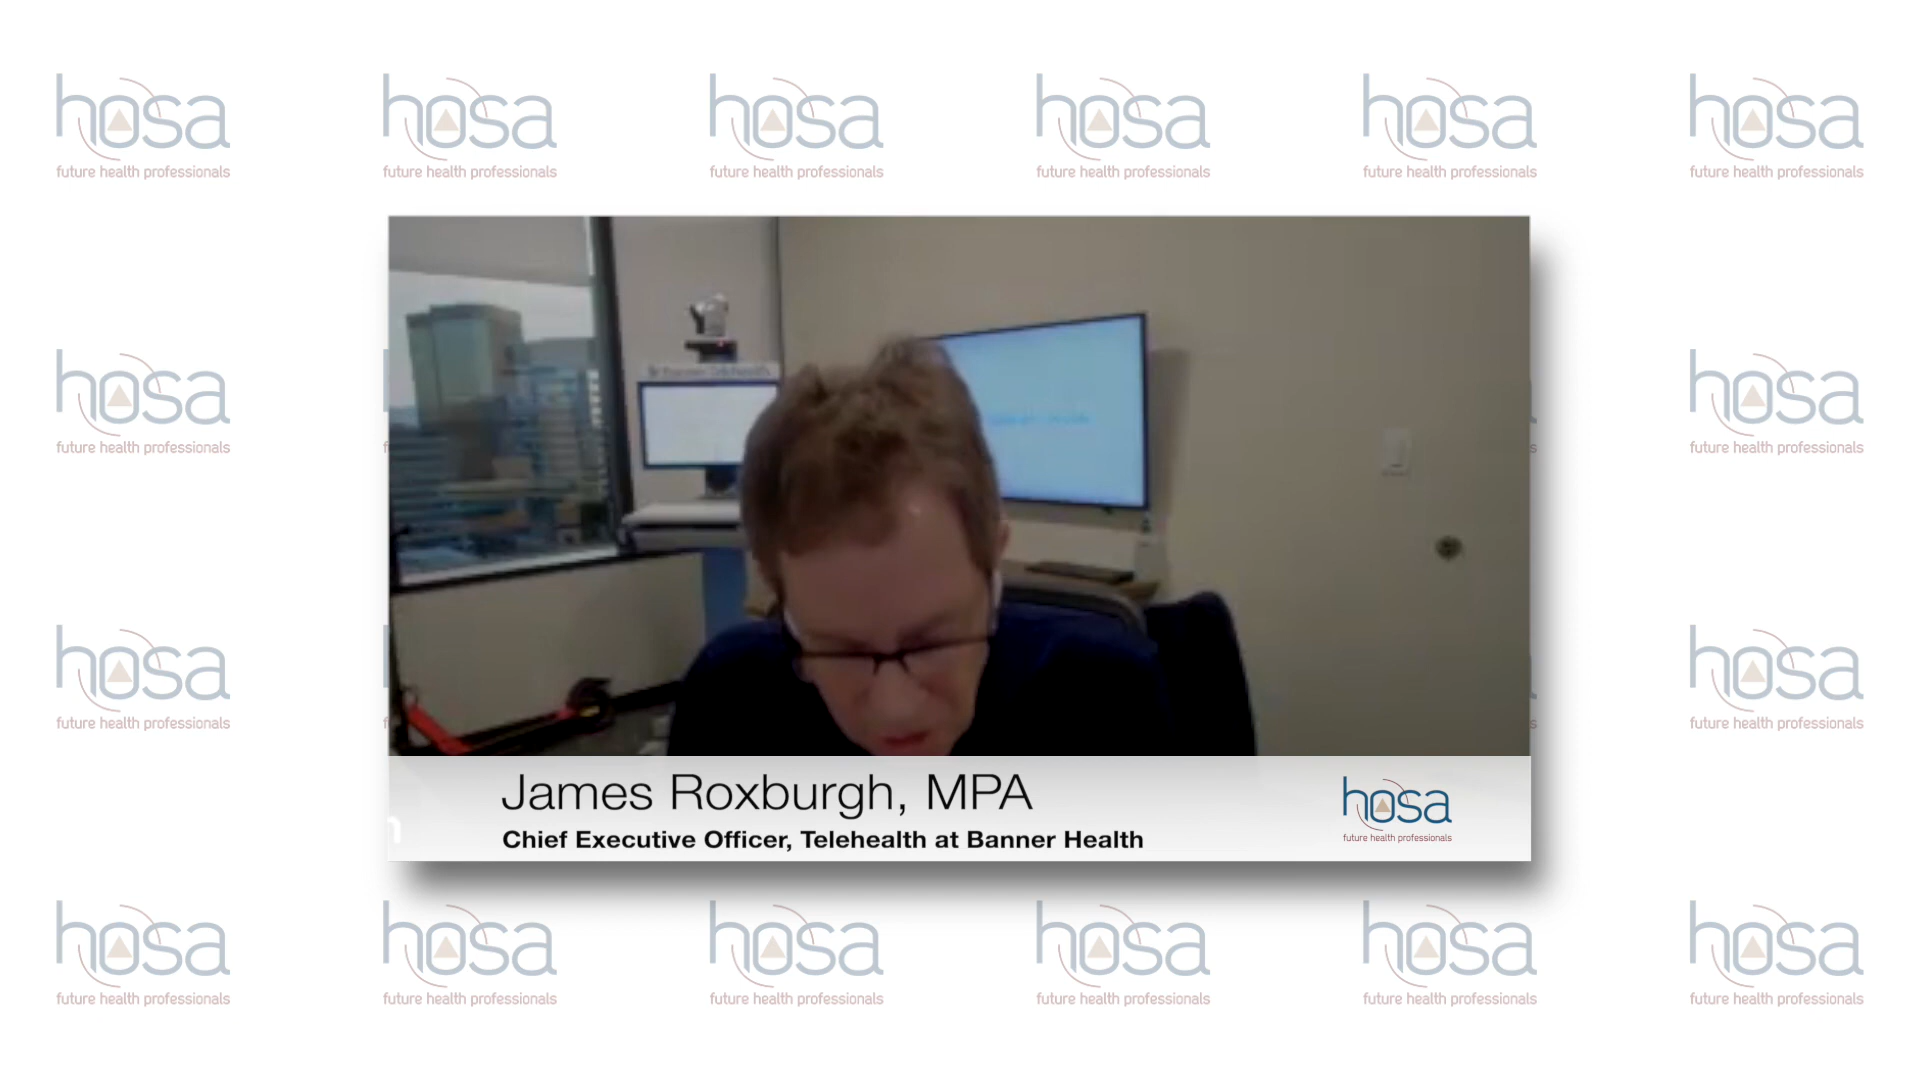 hosa hosa hosa hosa hosa hosa
future health professionals future health professionals future health professionals future health professionals future health professionals future health professionals
hosa hosa
future health professionals future health professionals
hosa hosa
future health professionals future health professionals
James Roxburgh, MPA
Chief Executive Officer, Telehealth at Banner Health
hosa
future health professionals
hosa hosa hosa hosa hosa hosa
future health professionals future health professionals future health professionals future health professionals future health professionals future health professionals